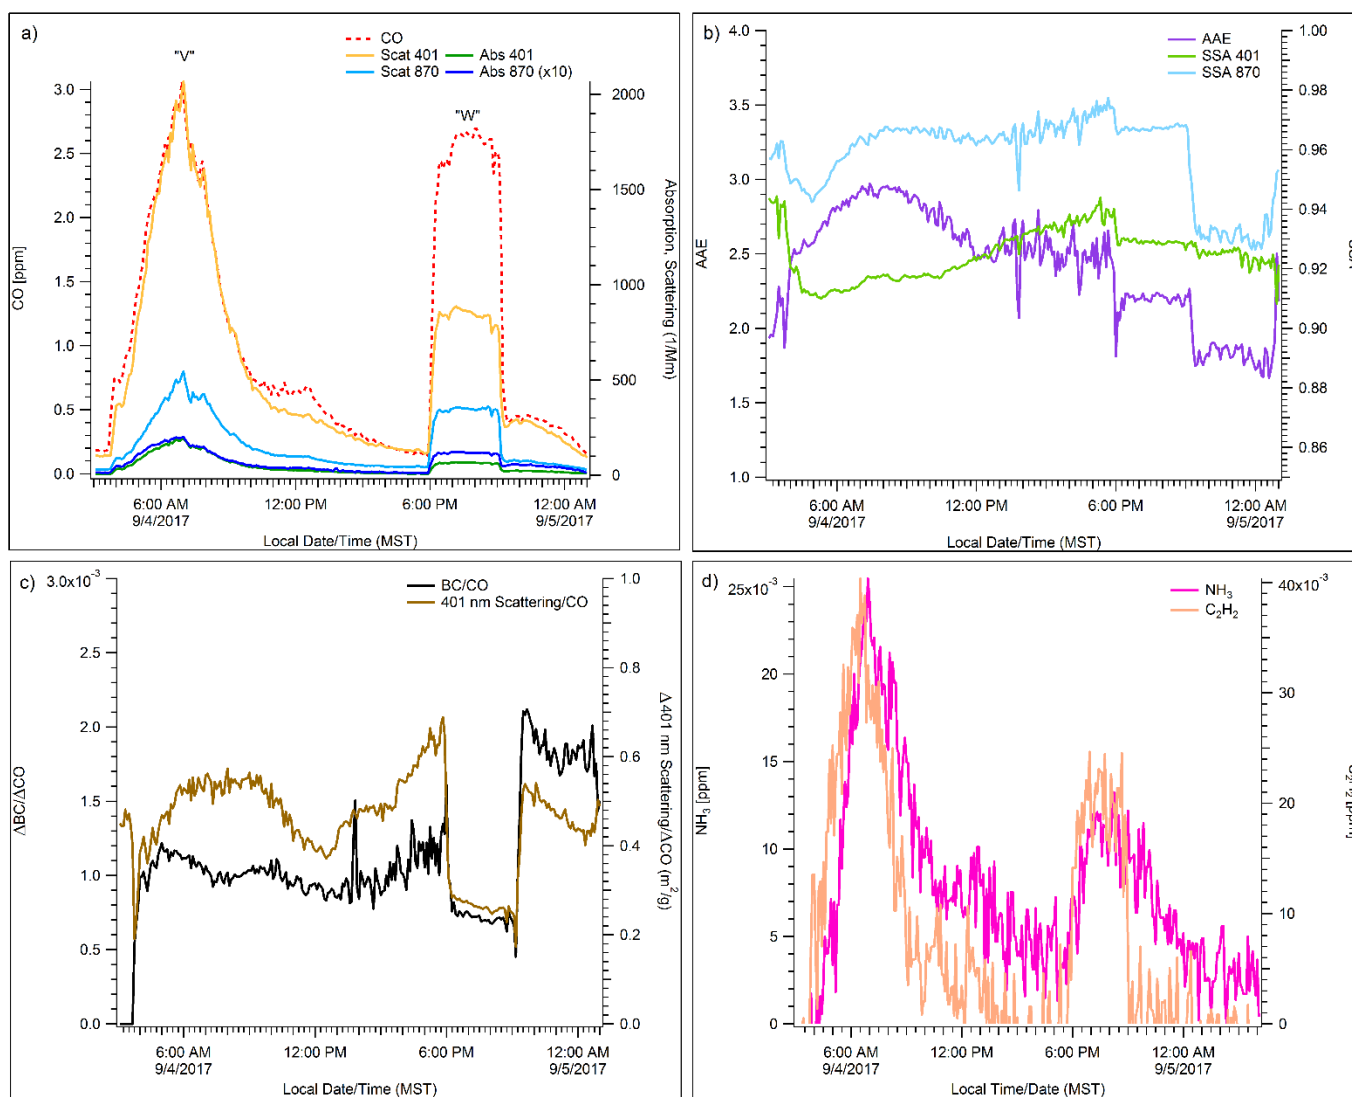 a)
"V"
"W"
CO
Scat 401
Abs 401
Scat 870
Abs 870 (x10)
3.0
2.5
2.0
1.5
1.0
0.5
0.0
CO [ppm]
2000
1500
1000
500
0
Absorption, Scattering (1/Mm)
6:00 AM
12:00 PM
6:00 PM
12:00 AM
9/4/2017
9/5/2017
Local Date/Time (MST)
b)
AAE
SSA 401
SSA 870
4.0
3.5
3.0
2.5
2.0
1.5
1.0
AAE
1.00
0.98
0.96
0.94
0.92
0.90
0.88
0.86
6:00 AM
12:00 PM
6:00 PM
12:00 AM
9/4/2017
9/5/2017
Local Date/Time (MST)
c)
BC/CO
401 nm Scattering/CO
3.0x10⁻³
2.5
2.0
1.5
1.0
0.5
0.0
ΔBC/ΔCO
1.0
0.8
0.6
0.4
0.2
0.0
Δ401 nm Scattering/ΔCO (m²/g)
6:00 AM
12:00 PM
6:00 PM
12:00 AM
9/4/2017
9/5/2017
Local Date/Time (MST)
d)
NH₃
C₂H₂
25x10⁻³
20
15
10
5
0
NH₃ [ppm]
40x10⁻³
30
20
10
0
6:00 AM
12:00 PM
6:00 PM
12:00 AM
9/4/2017
9/5/2017
Local Time/Date (MST)